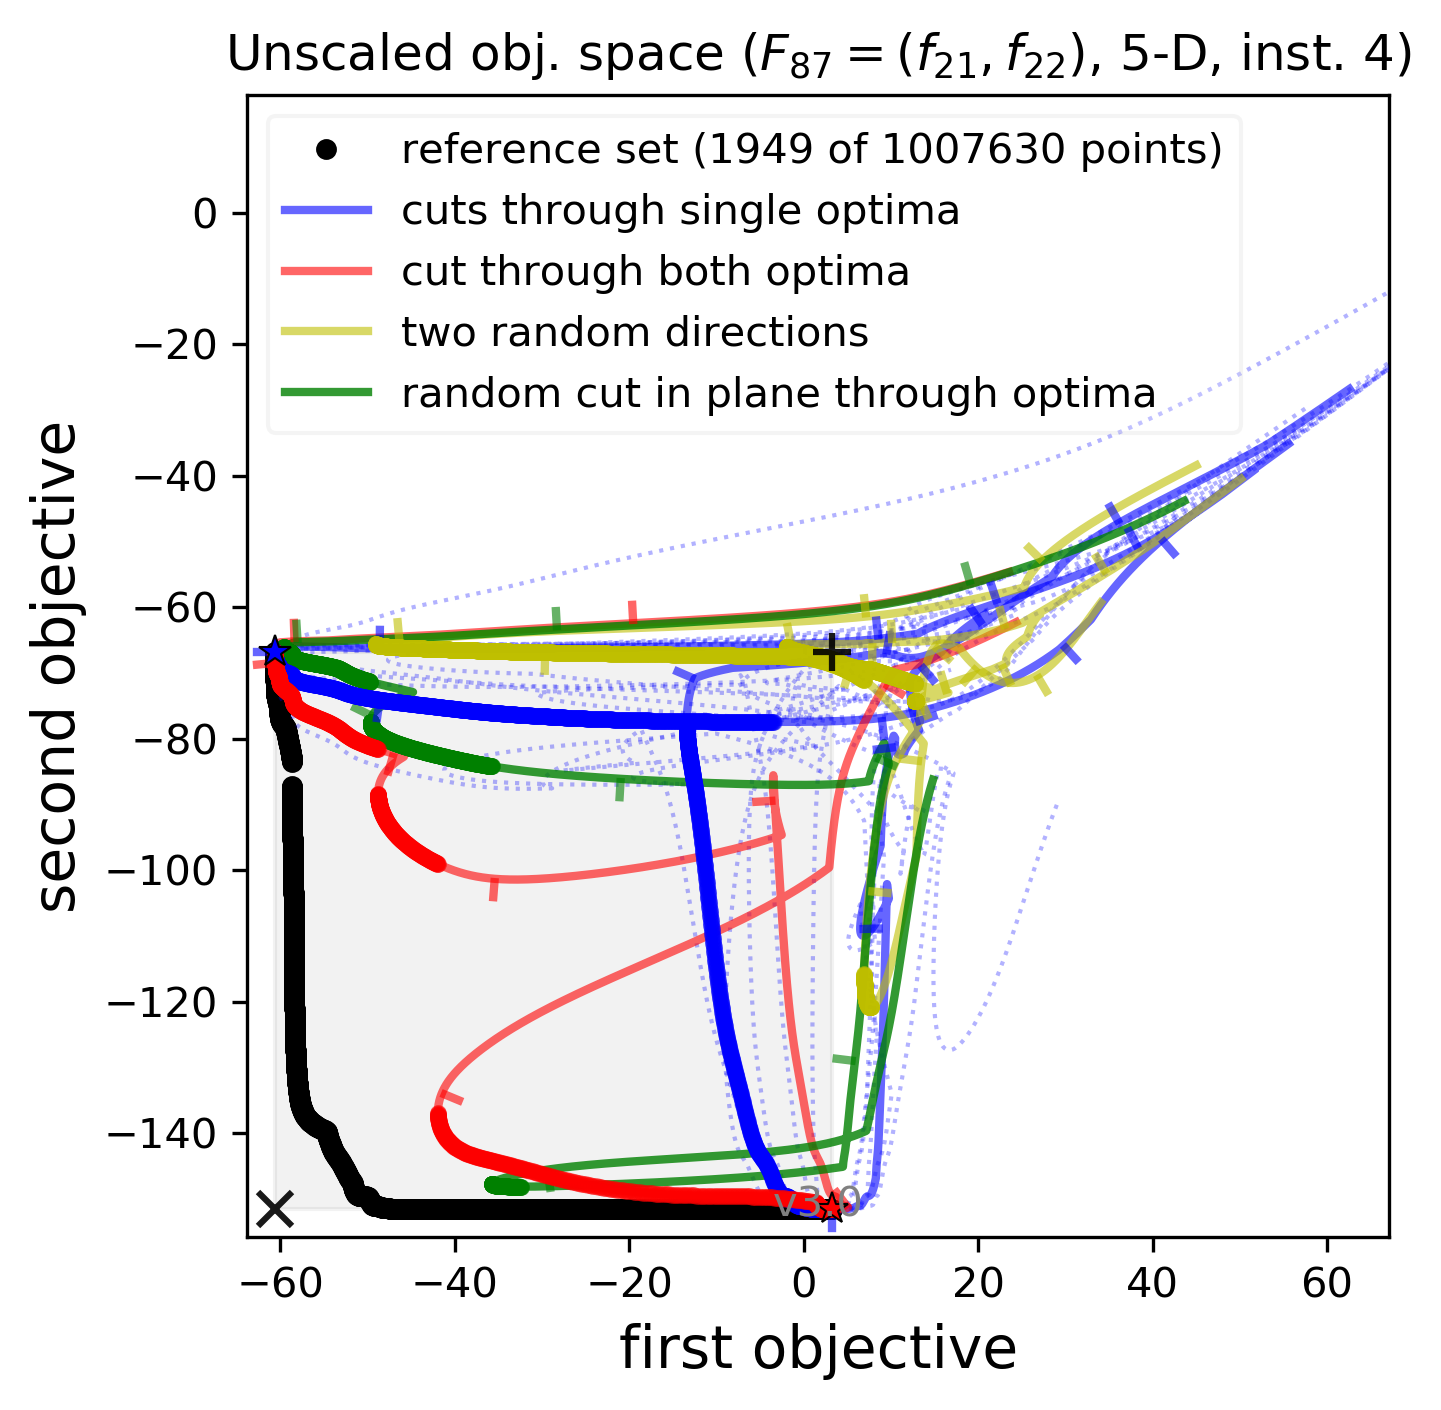 Unscaled obj. space (F₈₇ = (f₂₁, f₂₂), 5-D, inst. 4)
reference set (1949 of 1007630 points)
cuts through single optima
cut through both optima
two random directions
random cut in plane through optima
0
−20
−40
−60
−80
−100
−120
−140
second objective
v3.0
−60
−40
−20
0
20
40
60
first objective